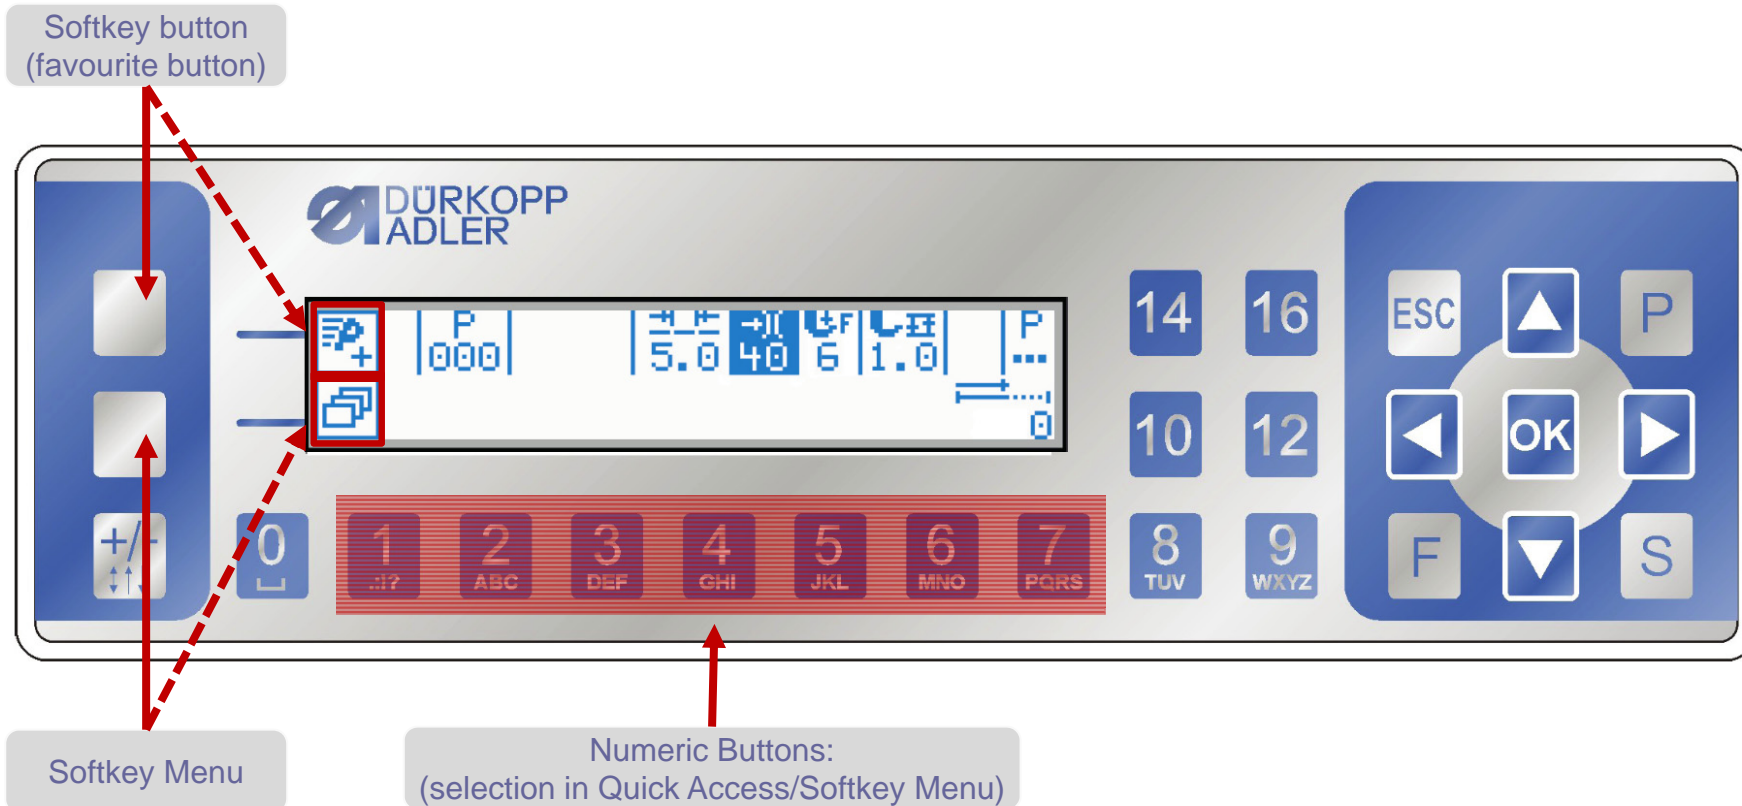 Softkey button
(favourite button)
DÜRKOPP
ADLER
P
000
5.0
40
F
6
1.0
P
...
0
14
16
10
12
ESC
P
OK
F
S
+/-
0
1
.:!?
2
ABC
3
DEF
4
GHI
5
JKL
6
MNO
7
PQRS
8
TUV
9
WXYZ
Softkey Menu
Numeric Buttons:
(selection in Quick Access/Softkey Menu)